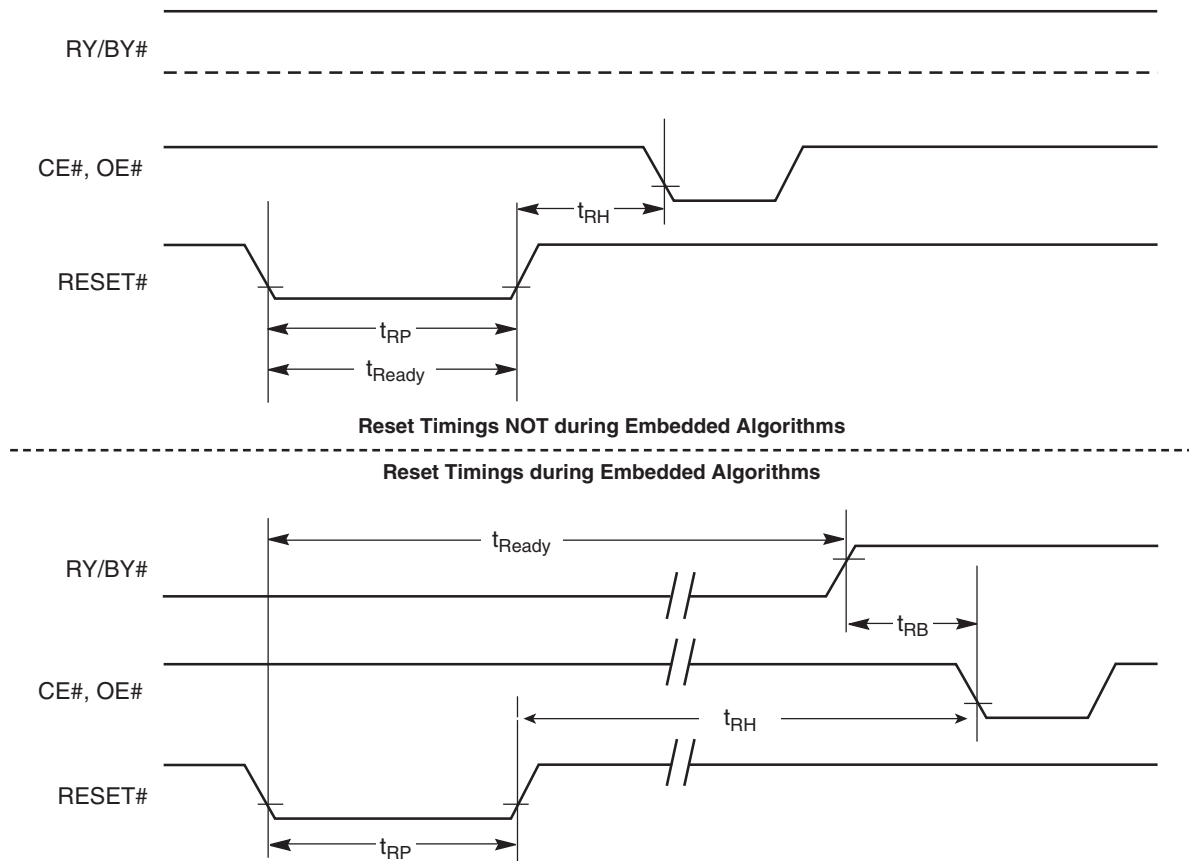 RY/BY#
CE#, OE#
tRH
RESET#
tRP
tReady
Reset Timings NOT during Embedded Algorithms
Reset Timings during Embedded Algorithms
tReady
RY/BY#
tRB
CE#, OE#
tRH
RESET#
tRP